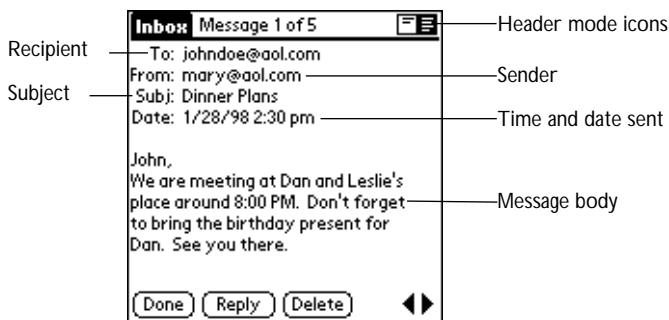 Inbox Message 1 of 5
Header mode icons
Recipient
To: johndoe@aol.com
From: mary@aol.com
Sender
Subject
Subj: Dinner Plans
Date: 1/28/98 2:30 pm
Time and date sent
John,
We are meeting at Dan and Leslie's
place around 8:00 PM. Don't forget
Message body
to bring the birthday present for
Dan. See you there.
Done Reply Delete